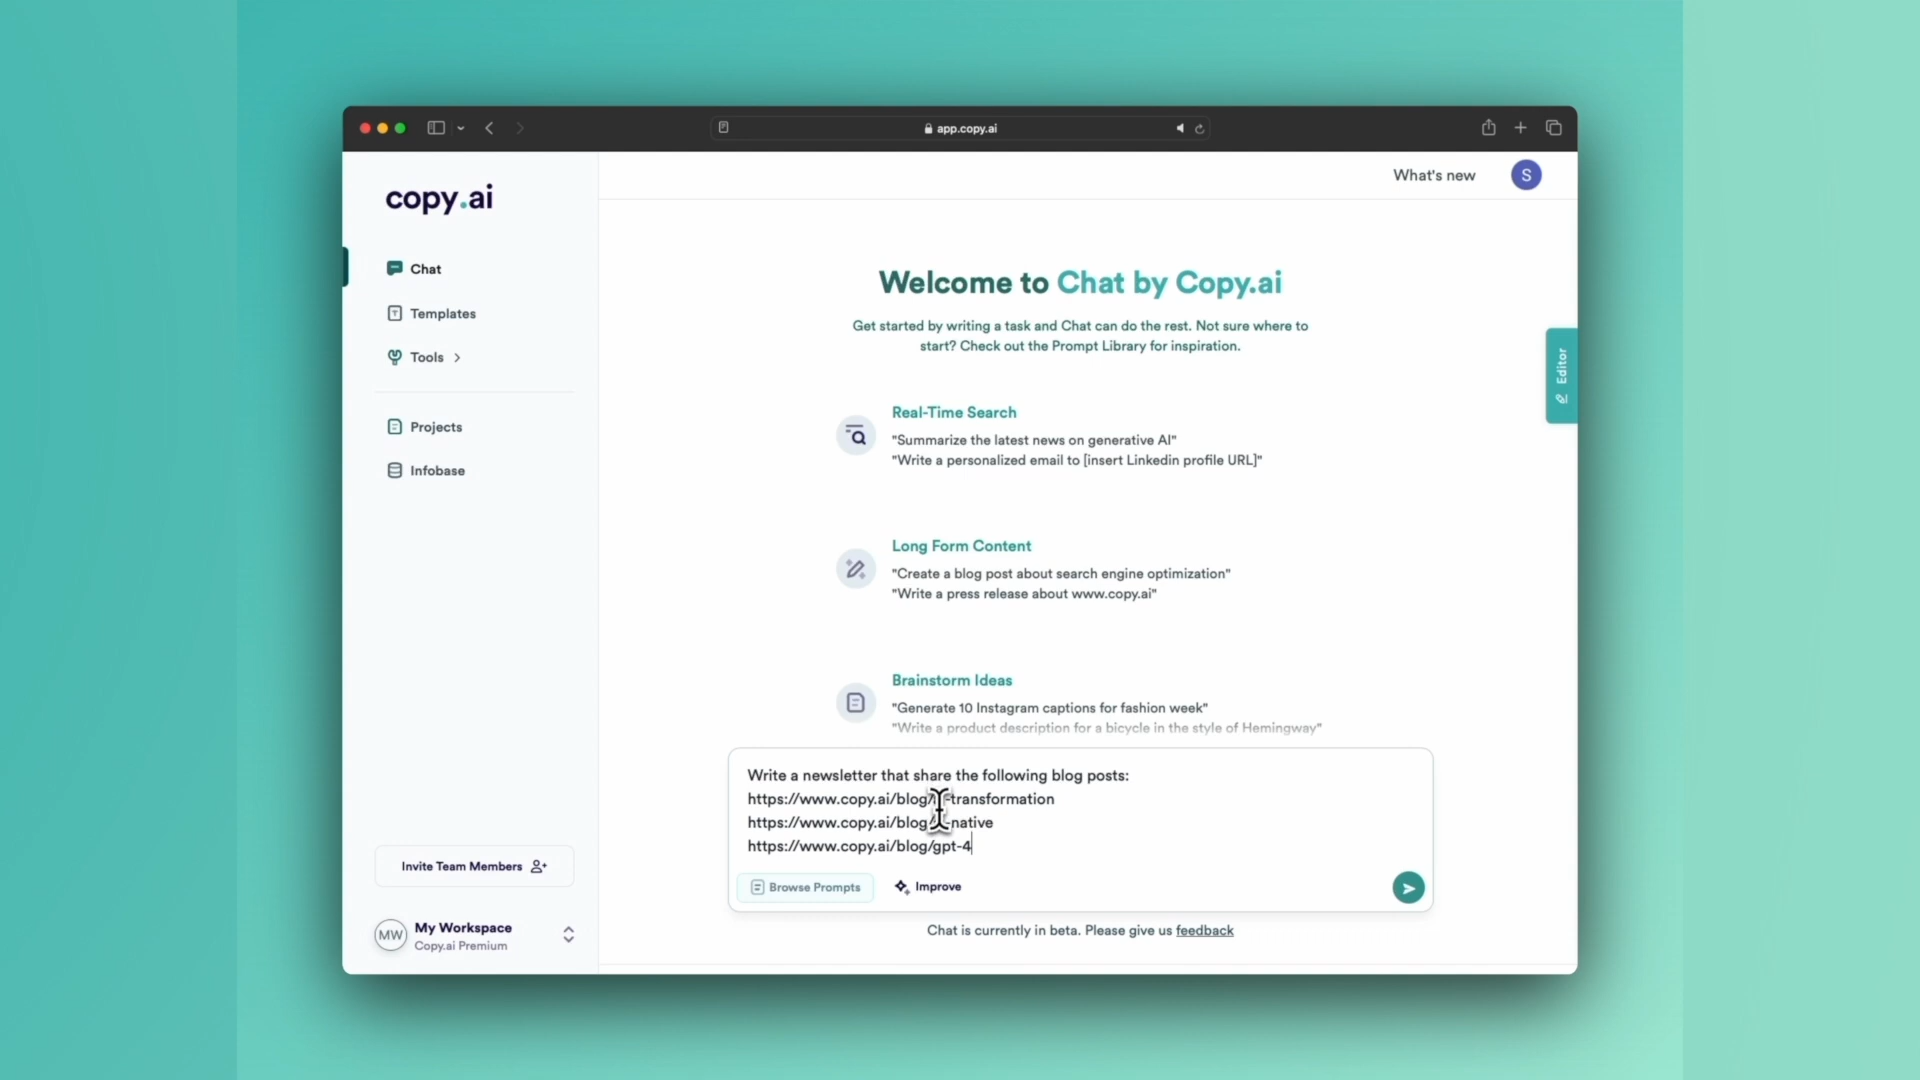 app.copy.ai
copy.ai
What's new
S
Chat
Templates
Tools
Projects
Infobase
Welcome to Chat by Copy.ai
Get started by writing a task and Chat can do the rest. Not sure where to
start? Check out the Prompt Library for inspiration.
Editor
Real-Time Search
"Summarize the latest news on generative AI"
"Write a personalized email to [insert Linkedin profile URL]"
Long Form Content
"Create a blog post about search engine optimization"
"Write a press release about www.copy.ai"
Brainstorm Ideas
"Generate 10 Instagram captions for fashion week"
"Write a product description for a bicycle in the style of Hemingway"
Write a newsletter that share the following blog posts:
https://www.copy.ai/blog/ -transformation
https://www.copy.ai/blog/ -native
https://www.copy.ai/blog/gpt-4
Browse Prompts
Improve
Chat is currently in beta. Please give us feedback
Invite Team Members
MW
My Workspace
Copy.ai Premium